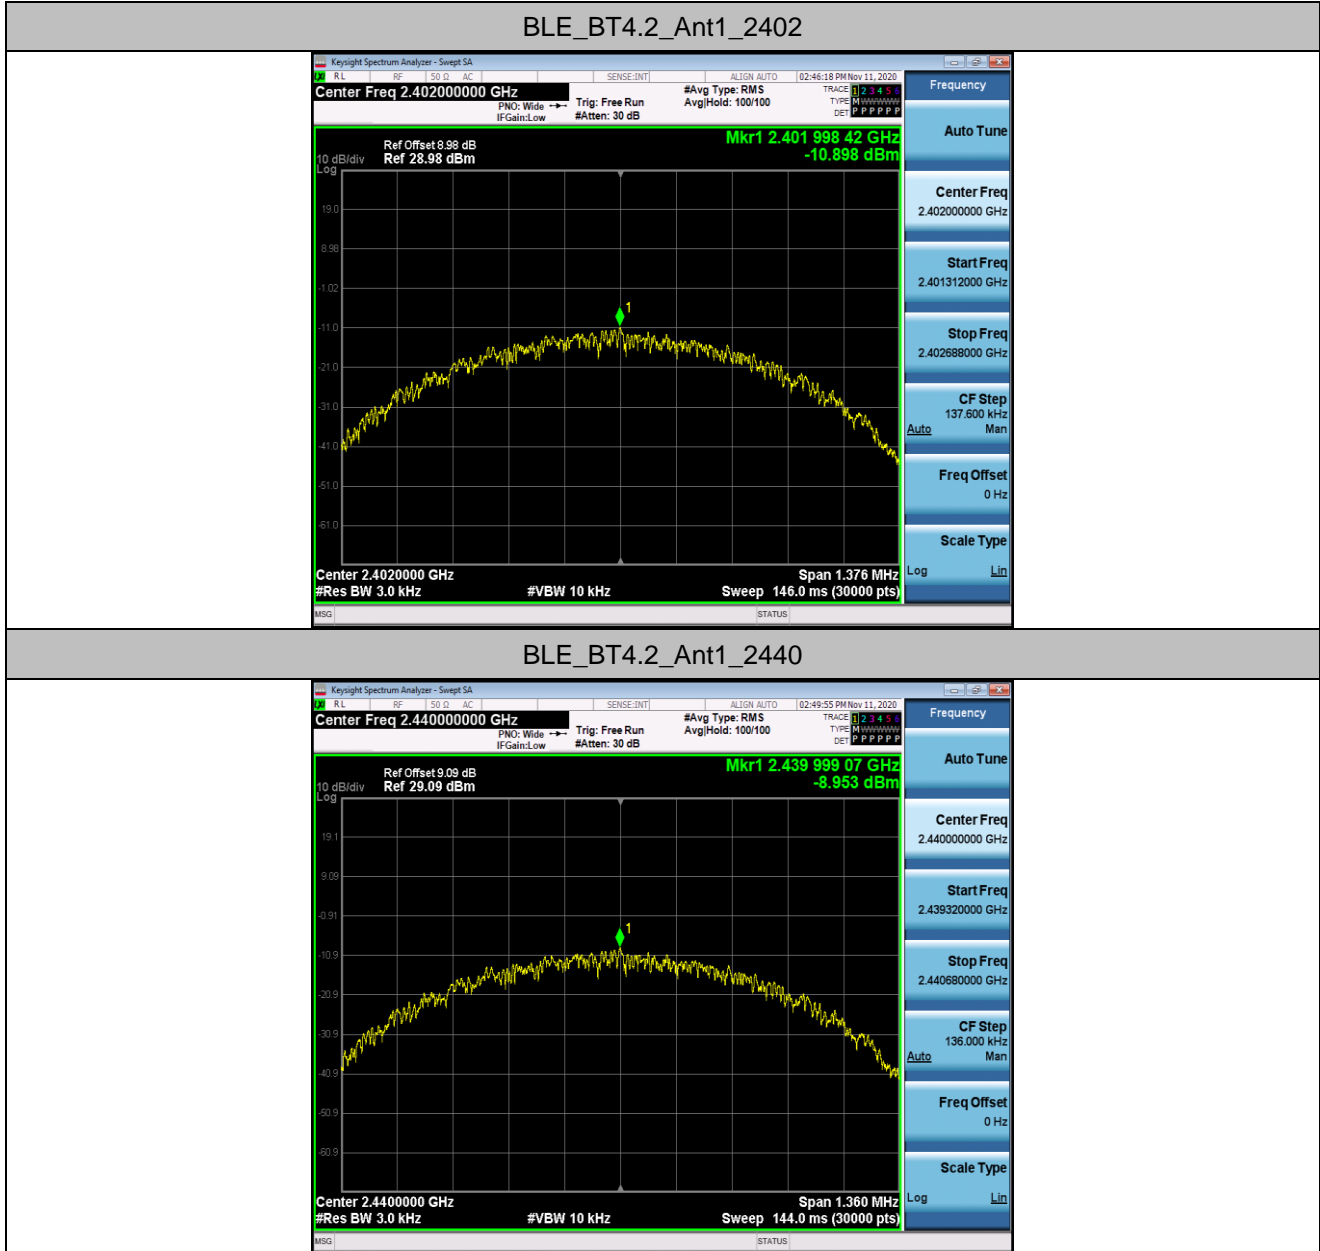 BLE_BT4.2_Ant1_2402
Keysight Spectrum Analyzer - Swept SA
RL RF 50 Ω AC SENSE:INT ALIGN AUTO 02:46:18 PM Nov 11, 2020
Center Freq 2.402000000 GHz #Avg Type: RMS TRACE 1 2 3 4 5 6
PNO: Wide Trig: Free Run Avg|Hold: 100/100 TYPE M WWWWW
IFGain:Low #Atten: 30 dB DET P P P P P P
Frequency
Mkr1 2.401 998 42 GHz
-10.898 dBm
Ref Offset 8.98 dB
10 dB/div Ref 28.98 dBm
Log
19.0
8.98
-1.02
-11.0
-21.0
-31.0
-41.0
-51.0
-61.0
1
Center 2.4020000 GHz Span 1.376 MHz
#Res BW 3.0 kHz #VBW 10 kHz Sweep 146.0 ms (30000 pts)
MSG STATUS
Auto Tune
Center Freq
2.402000000 GHz
Start Freq
2.401312000 GHz
Stop Freq
2.402688000 GHz
CF Step
137.600 kHz
Auto Man
Freq Offset
0 Hz
Scale Type
Log Lin
BLE_BT4.2_Ant1_2440
Keysight Spectrum Analyzer - Swept SA
RL RF 50 Ω AC SENSE:INT ALIGN AUTO 02:49:55 PM Nov 11, 2020
Center Freq 2.440000000 GHz #Avg Type: RMS TRACE 1 2 3 4 5 6
PNO: Wide Trig: Free Run Avg|Hold: 100/100 TYPE M WWWWW
IFGain:Low #Atten: 30 dB DET P P P P P P
Frequency
Mkr1 2.439 999 07 GHz
-8.953 dBm
Ref Offset 9.09 dB
10 dB/div Ref 29.09 dBm
Log
19.1
9.09
-0.91
-10.9
-20.9
-30.9
-40.9
-50.9
-60.9
1
Center 2.4400000 GHz Span 1.360 MHz
#Res BW 3.0 kHz #VBW 10 kHz Sweep 144.0 ms (30000 pts)
MSG STATUS
Auto Tune
Center Freq
2.440000000 GHz
Start Freq
2.439320000 GHz
Stop Freq
2.440680000 GHz
CF Step
136.000 kHz
Auto Man
Freq Offset
0 Hz
Scale Type
Log Lin